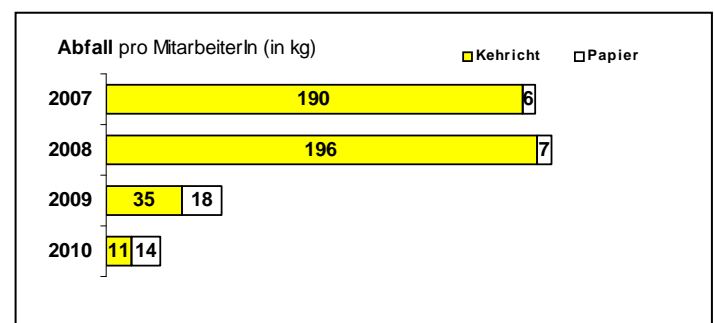 Abfall pro MitarbeiterIn (in kg)
Kehricht Papier
2007 190 6
2008 196 7
2009 35 18
2010 11 14